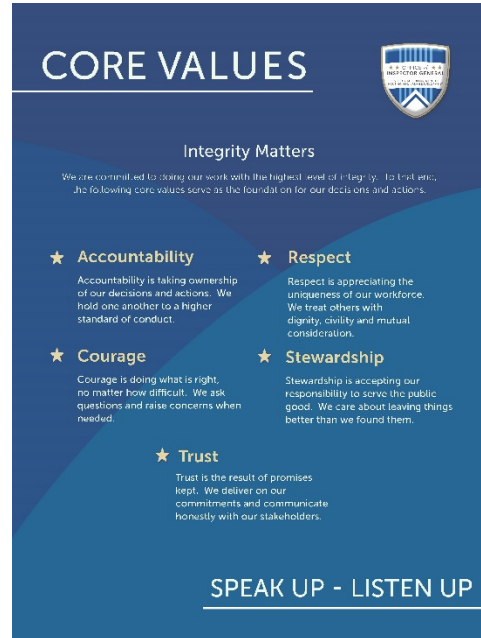 CORE VALUES
OFFICE of
INSPECTOR GENERAL
Integrity Matters
We are committed to doing our work with the highest level of integrity. To that end,
the following core values serve as the foundation for our decisions and actions.
Accountability
Accountability is taking ownership
of our decisions and actions. We
hold one another to a higher
standard of conduct.
Respect
Respect is appreciating the
uniqueness of our workforce.
We treat others with
dignity, civility and mutual
consideration.
Courage
Courage is doing what is right,
no matter how difficult. We ask
questions and raise concerns when
needed.
Stewardship
Stewardship is accepting our
responsibility to serve the public
good. We care about leaving things
better than we found them.
Trust
Trust is the result of promises
kept. We deliver on our
commitments and communicate
honestly with our stakeholders.
SPEAK UP - LISTEN UP